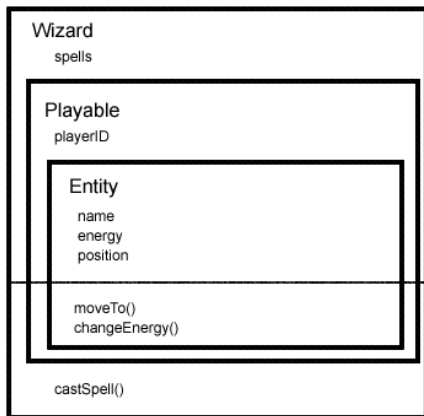 Wizard
spells
Playable
playerID
Entity
name
energy
position
moveTo()
changeEnergy()
castSpell()